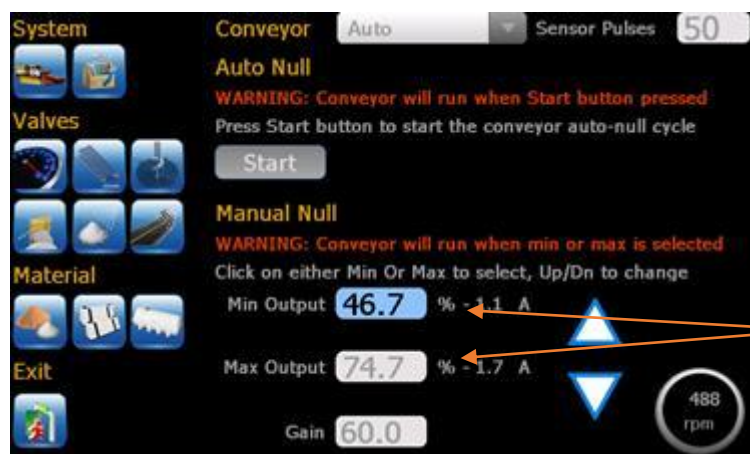 System
Conveyor Auto Sensor Pulses 50
Auto Null
WARNING: Conveyor will run when Start button pressed
Valves
Press Start button to start the conveyor auto-null cycle
Start
Manual Null
WARNING: Conveyor will run when min or max is selected
Material
Click on either Min Or Max to select, Up/Dn to change
Min Output 46.7 % - 1.1 A
Exit
Max Output 74.7 % - 1.7 A
488
rpm
Gain 60.0